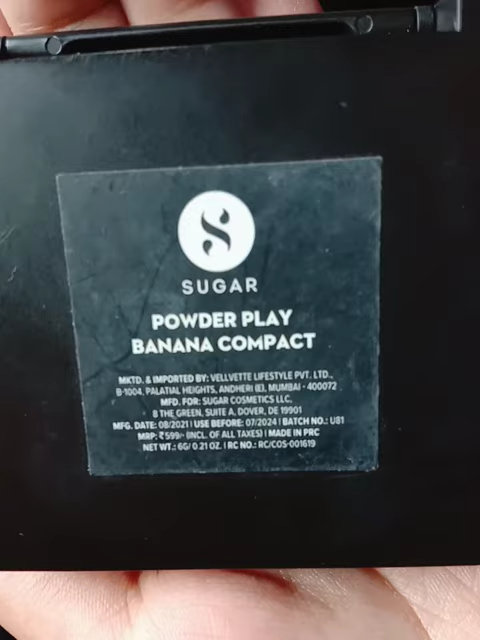 SUGAR
POWDER PLAY
BANANA COMPACT
MKTD. & IMPORTED BY: VELLVETTE LIFESTYLE PVT. LTD.,
B-1004, PALATIAL HEIGHTS, ANDHERI (E), MUMBAI - 400072
MFD. FOR: SUGAR COSMETICS LLC,
8 THE GREEN, SUITE A, DOVER, DE 19901
MFG. DATE: 08/2021 | USE BEFORE: 07/2024 | BATCH NO.: U81
MRP: ₹599/- (INCL. OF ALL TAXES) | MADE IN PRC
NET WT.: 6G/ 0.21 OZ. | RC NO.: RC/COS-001619